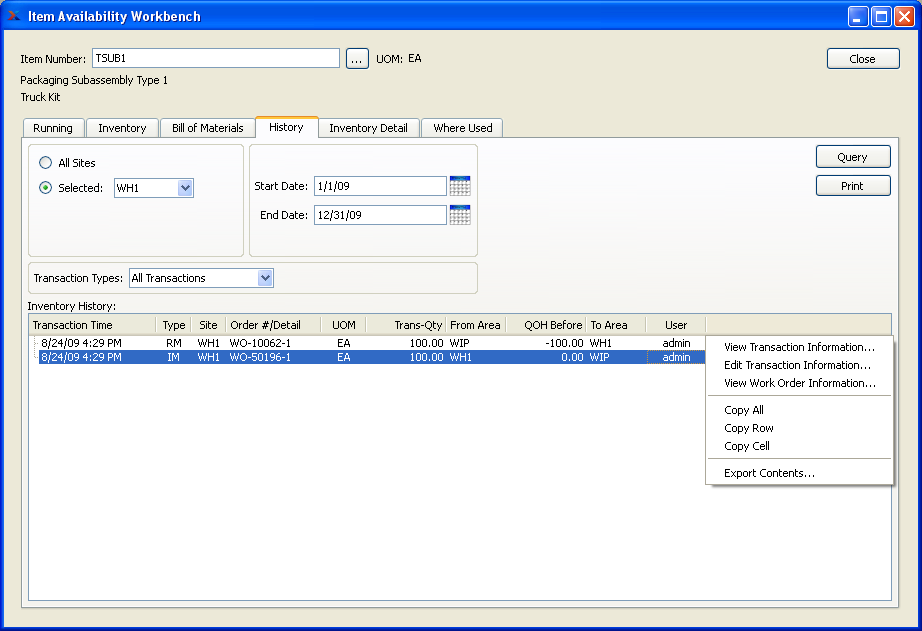 Item Availability Workbench
Item Number: TSUB1 ... UOM: EA Close
Packaging Subassembly Type 1
Truck Kit
Running Inventory Bill of Materials History Inventory Detail Where Used
All Sites
Selected: WH1
Start Date: 1/1/09
End Date: 12/31/09
Query
Print
Transaction Types: All Transactions
Inventory History:
Transaction Time Type Site Order #/Detail UOM Trans-Qty From Area QOH Before To Area User
8/24/09 4:29 PM RM WH1 WO-10062-1 EA 100.00 WIP -100.00 WH1 admin
8/24/09 4:29 PM IM WH1 WO-50196-1 EA 100.00 WH1 0.00 WIP admin
View Transaction Information...
Edit Transaction Information...
View Work Order Information...
Copy All
Copy Row
Copy Cell
Export Contents...